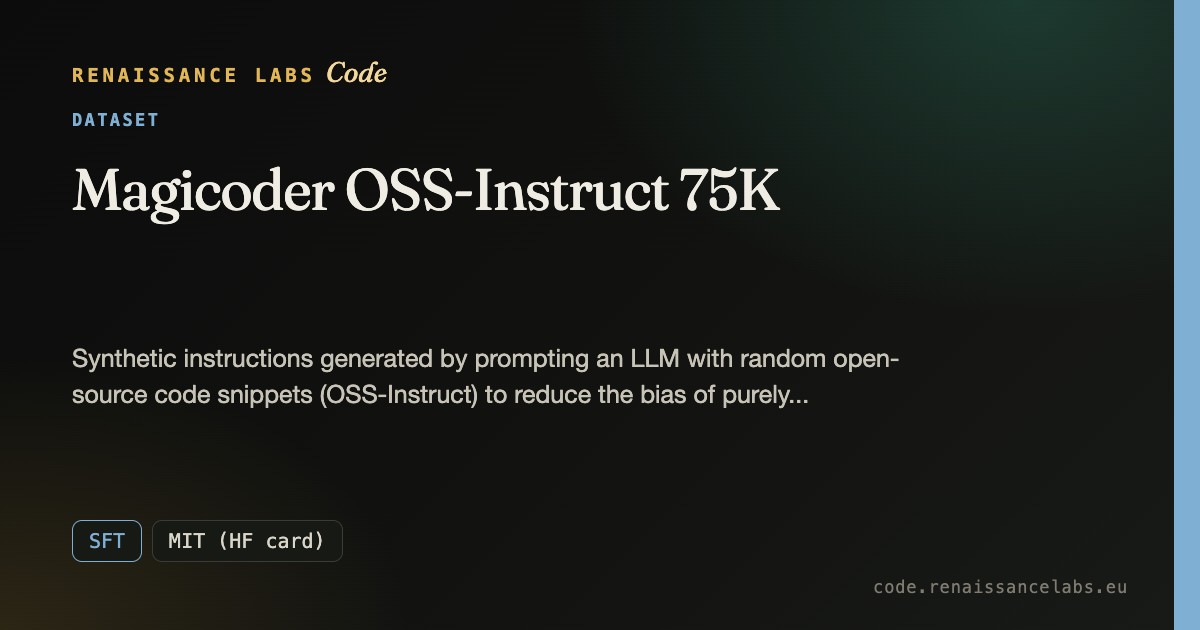 RENAISSANCE LABS Code
DATASET
Magicoder OSS-Instruct 75K
Synthetic instructions generated by prompting an LLM with random open-
source code snippets (OSS-Instruct) to reduce the bias of purely...
SFT
MIT (HF card)
code.renaissancelabs.eu